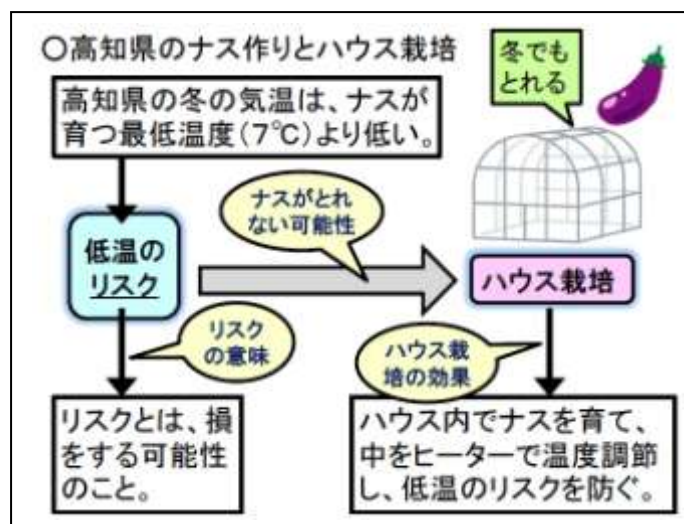 ○高知県のナス作りとハウス栽培
冬でも
とれる
高知県の冬の気温は、ナスが
育つ最低温度(7℃)より低い。
ナスがとれ
ない可能性
低温の
リスク
ハウス栽培
リスク
の意味
ハウス栽
培の効果
リスクとは、損
をする可能性
のこと。
ハウス内でナスを育て、
中をヒーターで温度調節
し、低温のリスクを防ぐ。